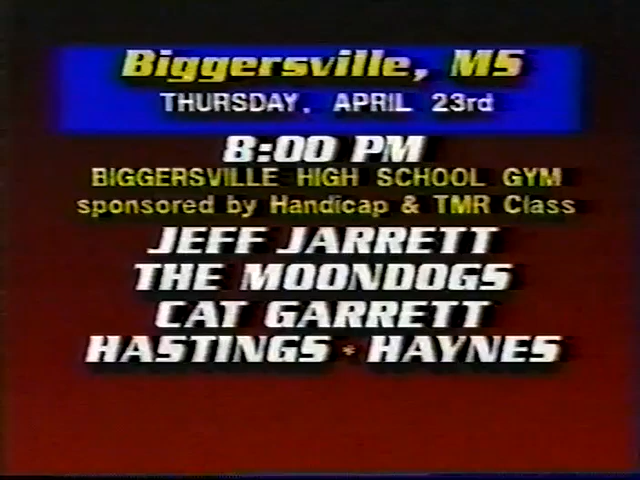 Biggersville, MS
THURSDAY, APRIL 23rd
8:00 PM
BIGGERSVILLE HIGH SCHOOL GYM
sponsored by Handicap & TMR Class
JEFF JARRETT
THE MOONDOGS
CAT GARRETT
HASTINGS * HAYNES